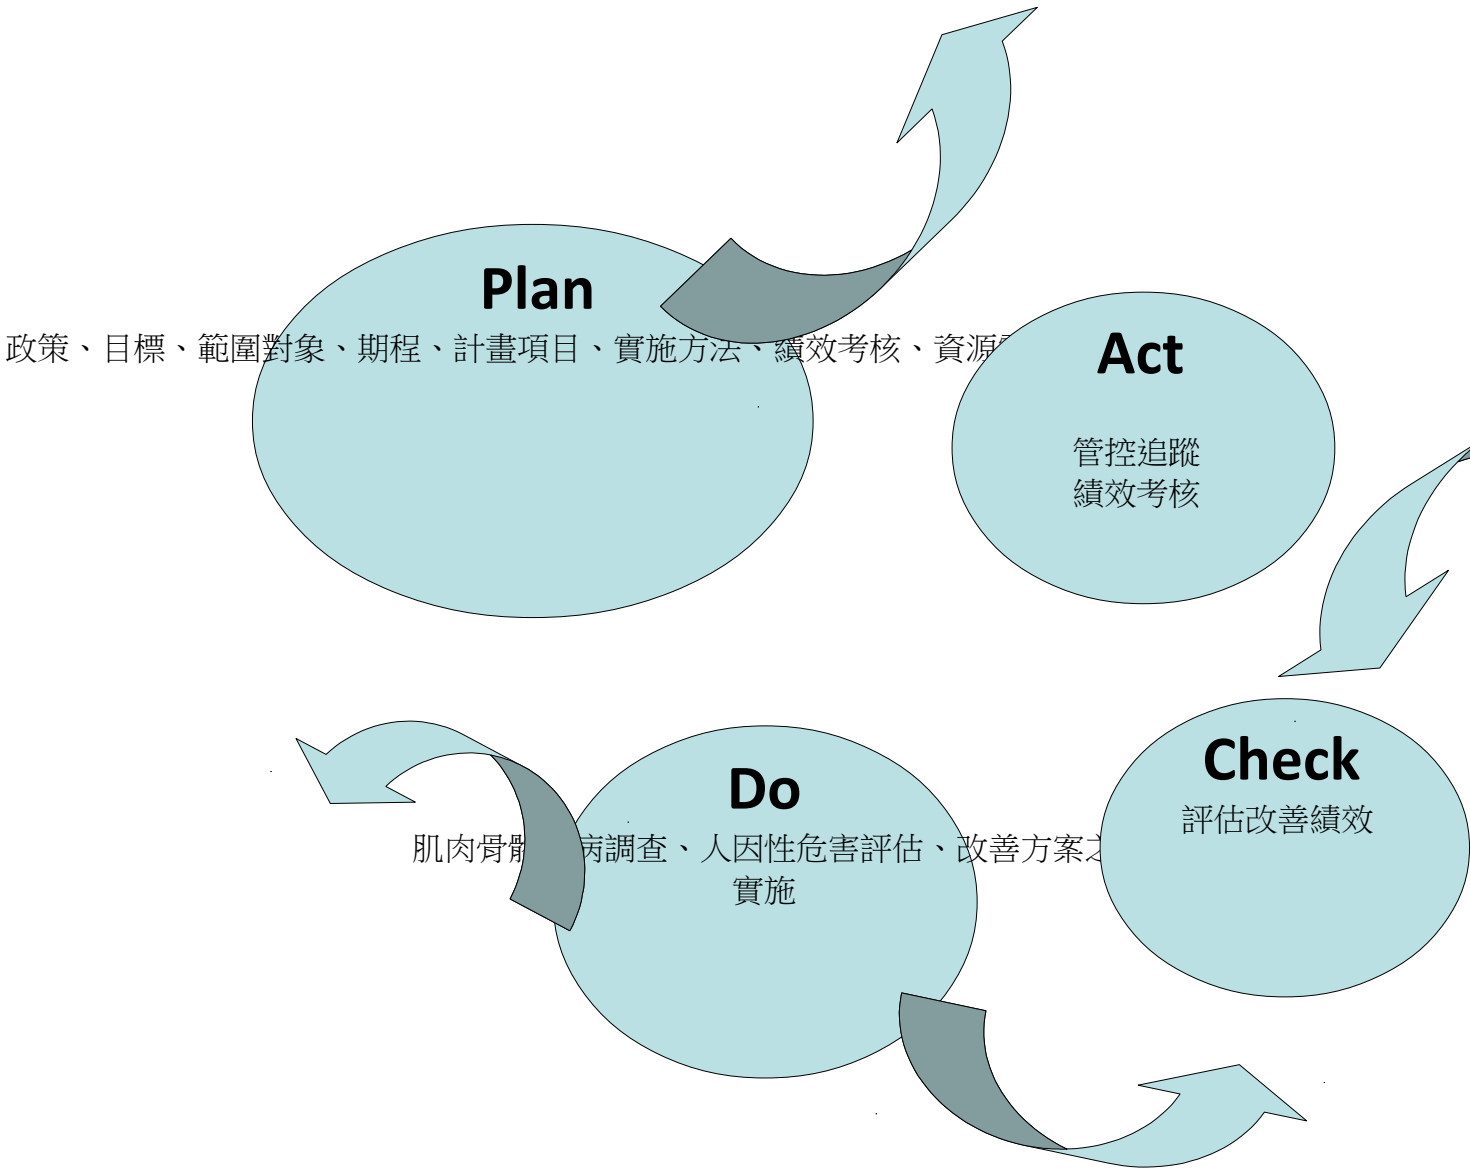 Plan
政策、目標、範圍對象、期程、計畫項目、實施方法、績效考核、資源
Act
管控追蹤
績效考核
Do
肌肉骨 病調查、人因性危害評估、改善方案之
實施
Check
評估改善績效